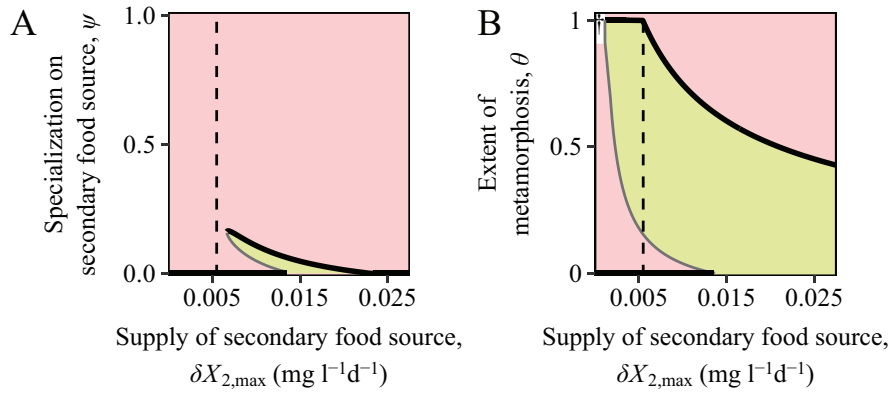 A
Specialization on
secondary food source, ψ
1.0
0.5
0.0
0.005
0.015
0.025
Supply of secondary food source,
δX2,max (mg l−1d−1)
B
Extent of
metamorphosis, θ
1
0.5
0
†
0.005
0.015
0.025
Supply of secondary food source,
δX2,max (mg l−1d−1)